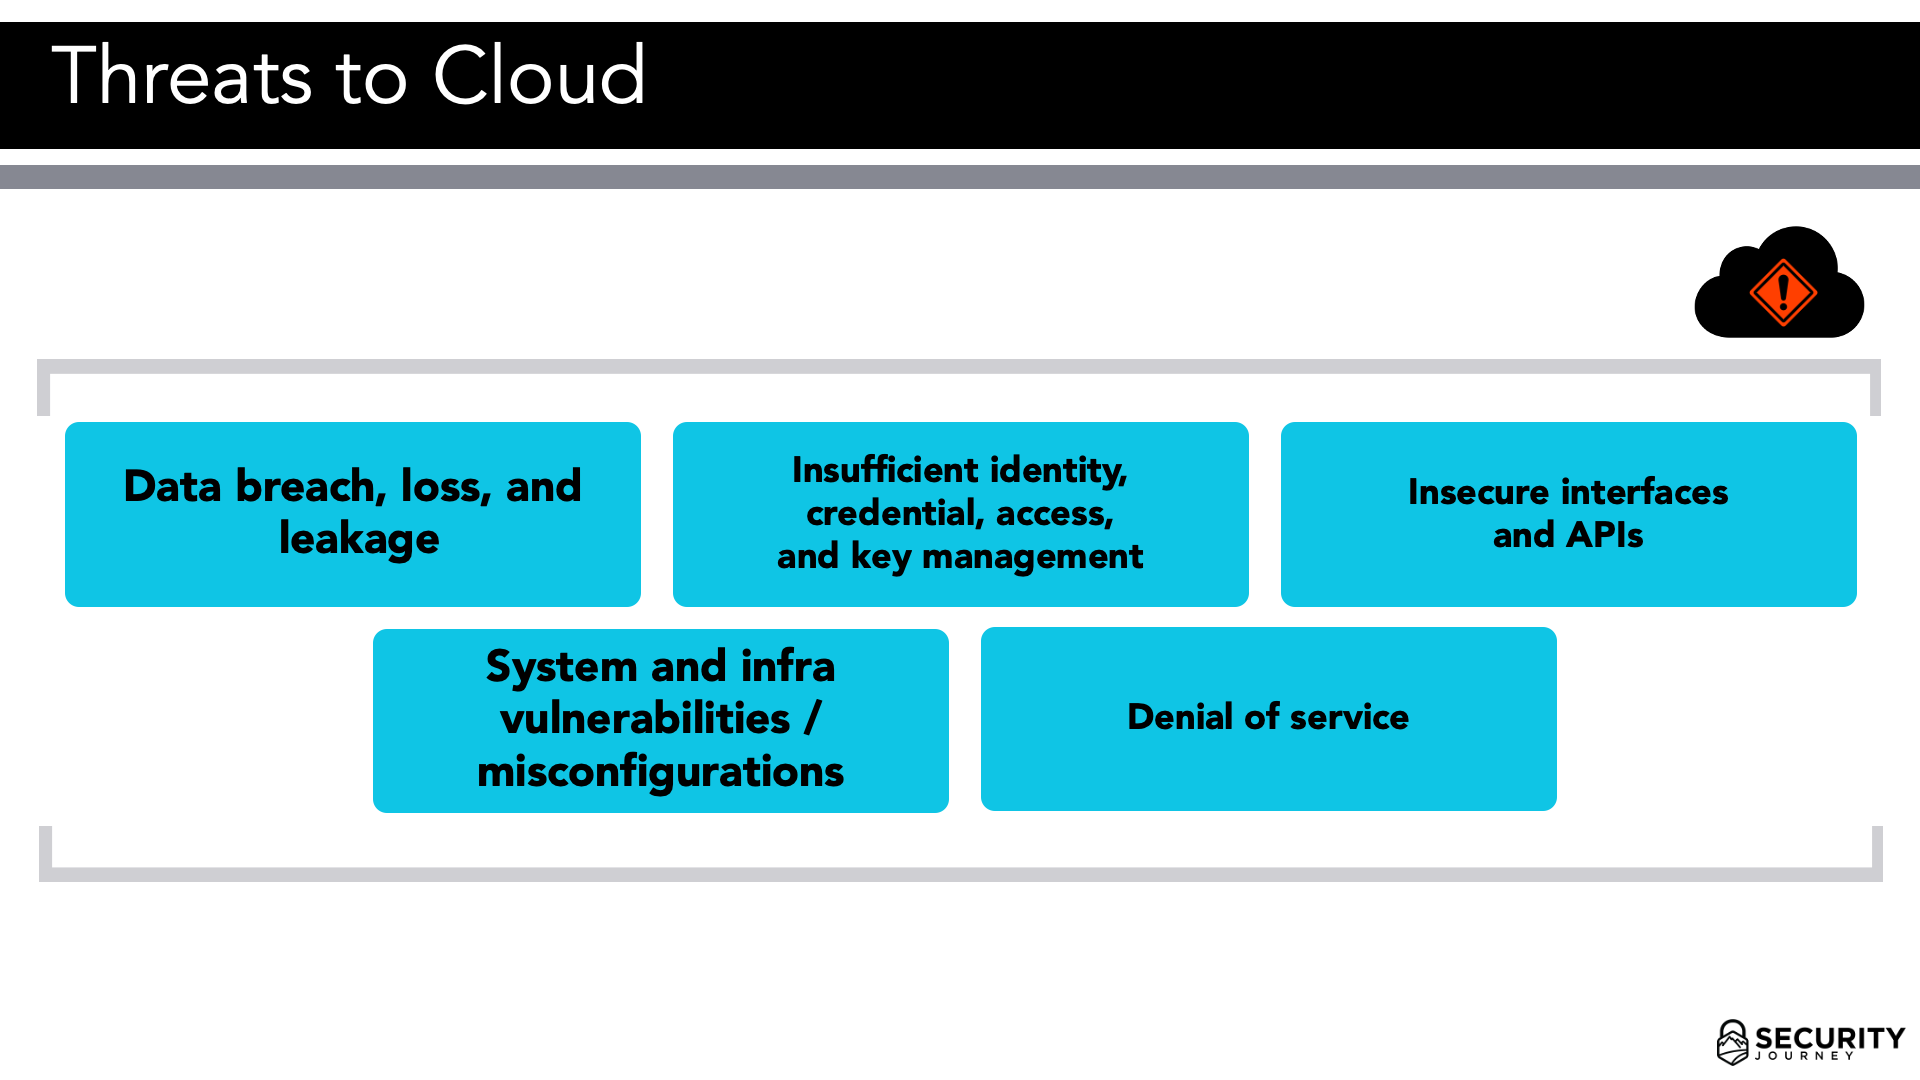 Threats to Cloud
Data breach, loss, and
leakage
Insufficient identity,
credential, access,
and key management
Insecure interfaces
and APIs
System and infra
vulnerabilities /
misconfigurations
Denial of service
SECURITY
JOURNEY